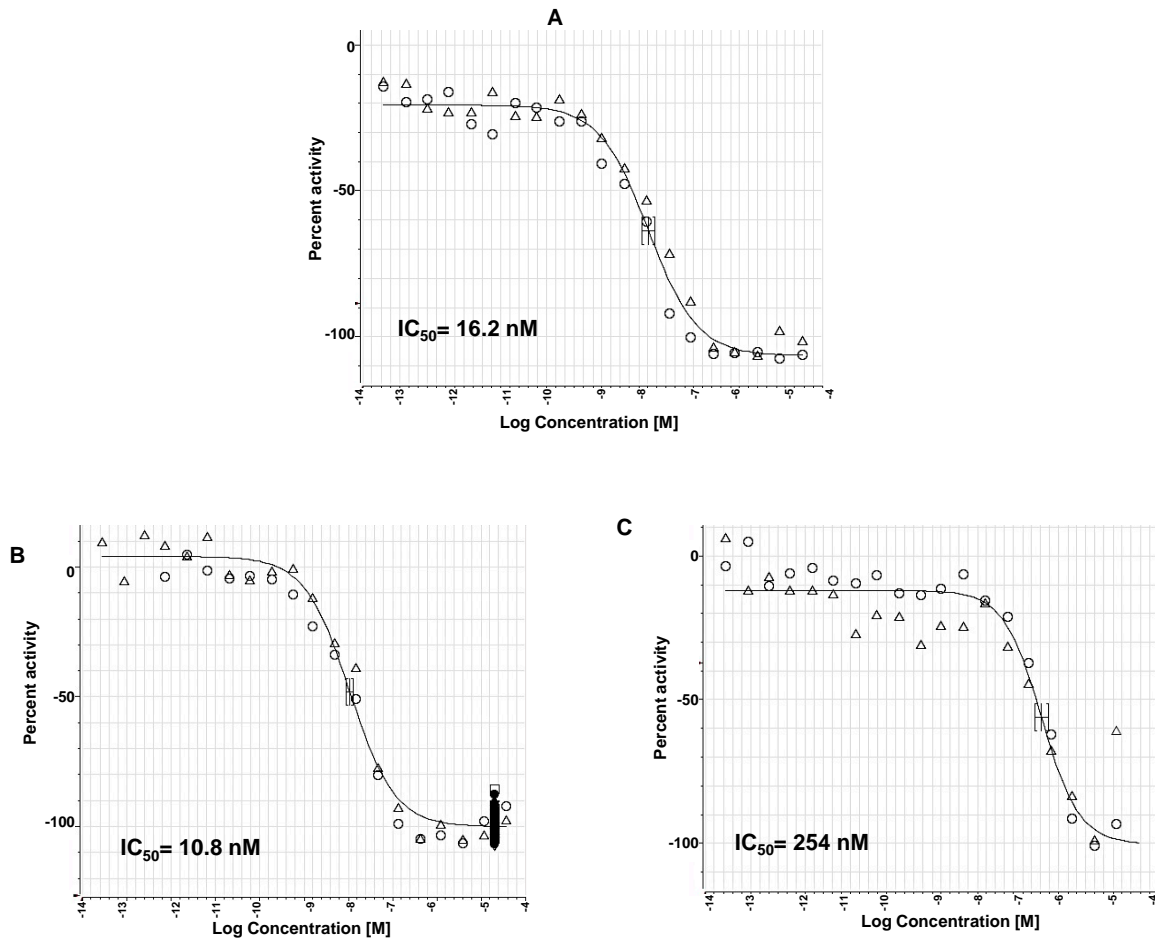 A
0
-50
-100
Percent activity
IC50= 16.2 nM
-14 -13 -12 -11 -10 -9 -8 -7 -6 -5 -4
Log Concentration [M]
B
0
-50
-100
Percent activity
IC50= 10.8 nM
-14 -13 -12 -11 -10 -9 -8 -7 -6 -5 -4
Log Concentration [M]
C
0
-50
-100
Percent activity
IC50= 254 nM
-14 -13 -12 -11 -10 -9 -8 -7 -6 -5 -4
Log Concentration [M]